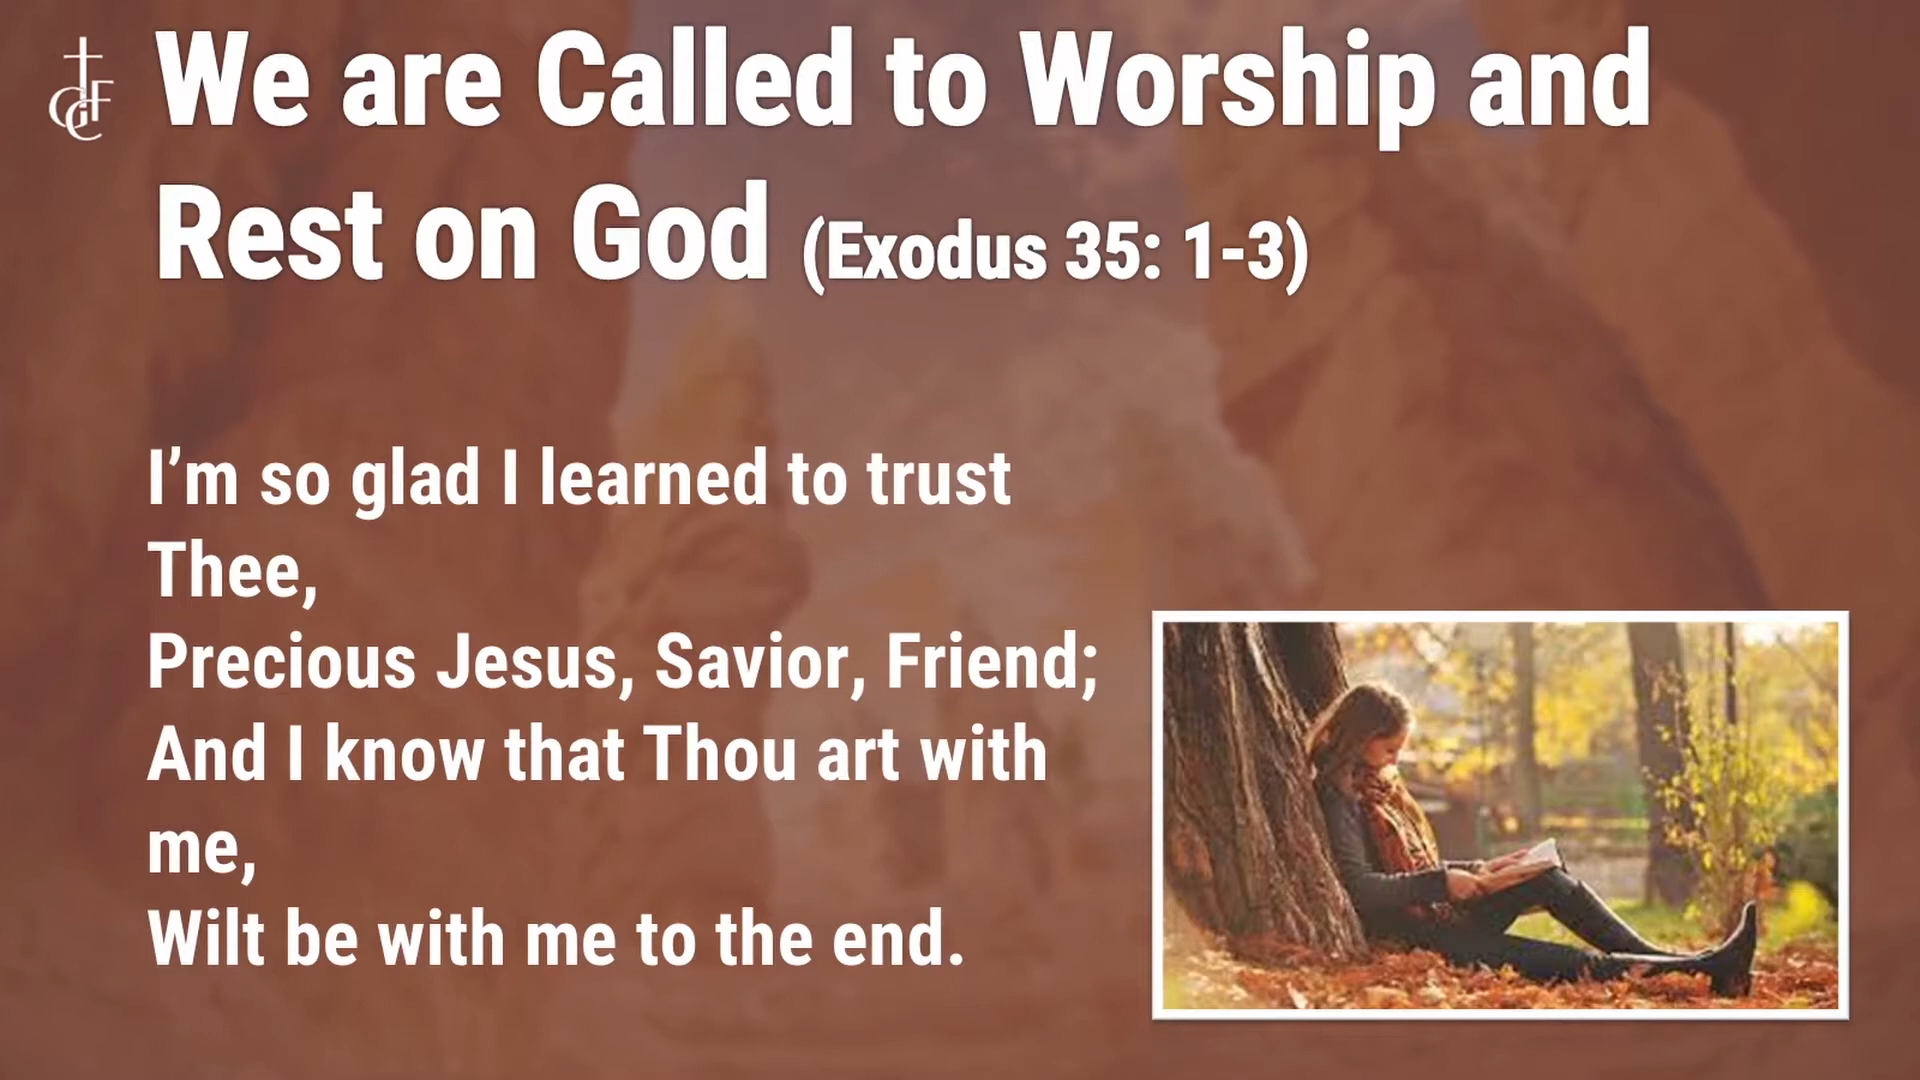 We are Called to Worship and
Rest on God (Exodus 35: 1-3)
I’m so glad I learned to trust
Thee,
Precious Jesus, Savior, Friend;
And I know that Thou art with
me,
Wilt be with me to the end.